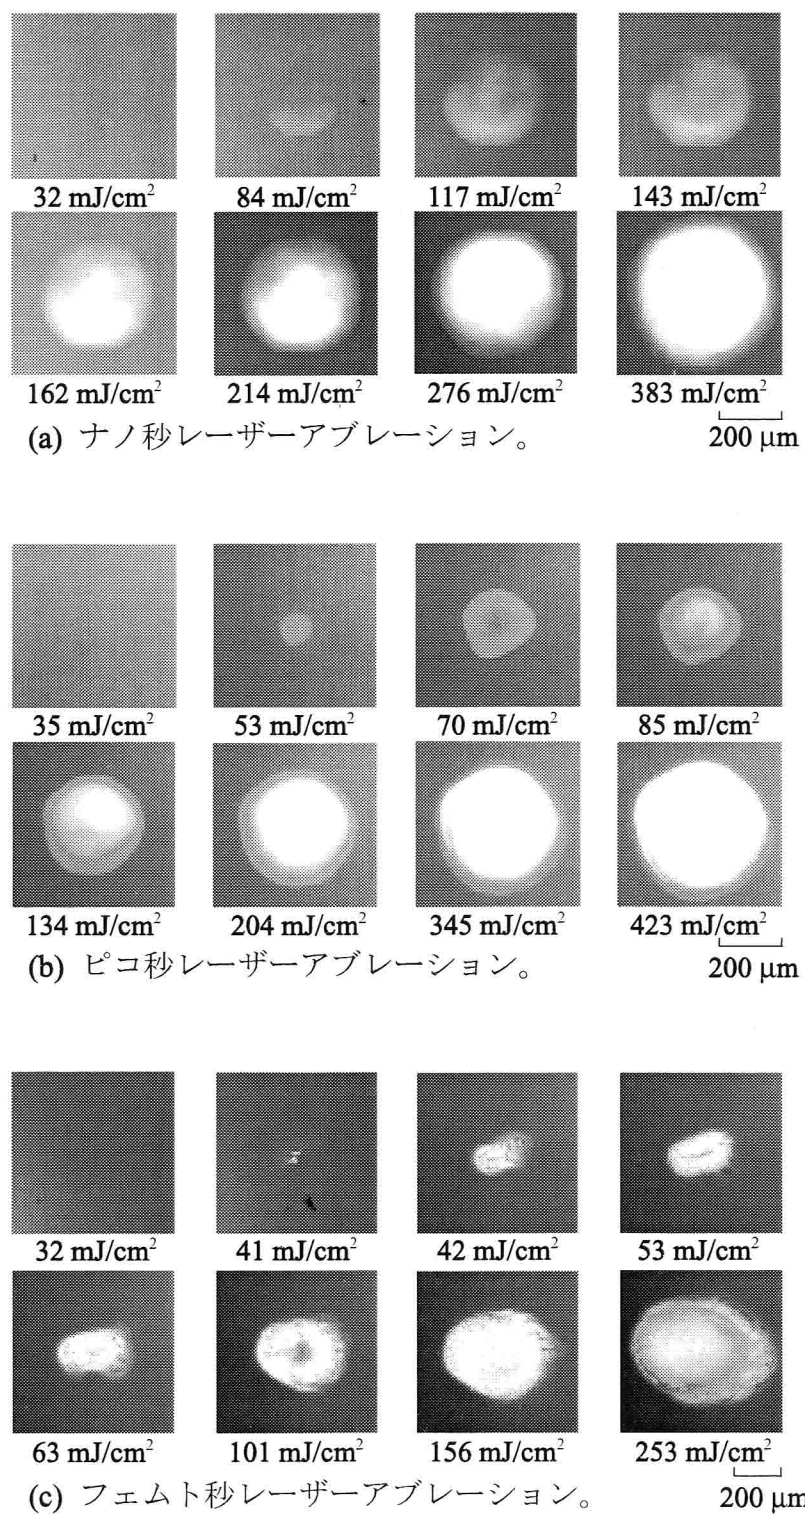 32 mJ/cm² 84 mJ/cm² 117 mJ/cm² 143 mJ/cm²
162 mJ/cm² 214 mJ/cm² 276 mJ/cm² 383 mJ/cm²
(a) ナノ秒レーザーアブレーション。 200 μm
35 mJ/cm² 53 mJ/cm² 70 mJ/cm² 85 mJ/cm²
134 mJ/cm² 204 mJ/cm² 345 mJ/cm² 423 mJ/cm²
(b) ピコ秒レーザーアブレーション。 200 μm
32 mJ/cm² 41 mJ/cm² 42 mJ/cm² 53 mJ/cm²
63 mJ/cm² 101 mJ/cm² 156 mJ/cm² 253 mJ/cm²
(c) フェムト秒レーザーアブレーション。 200 μm